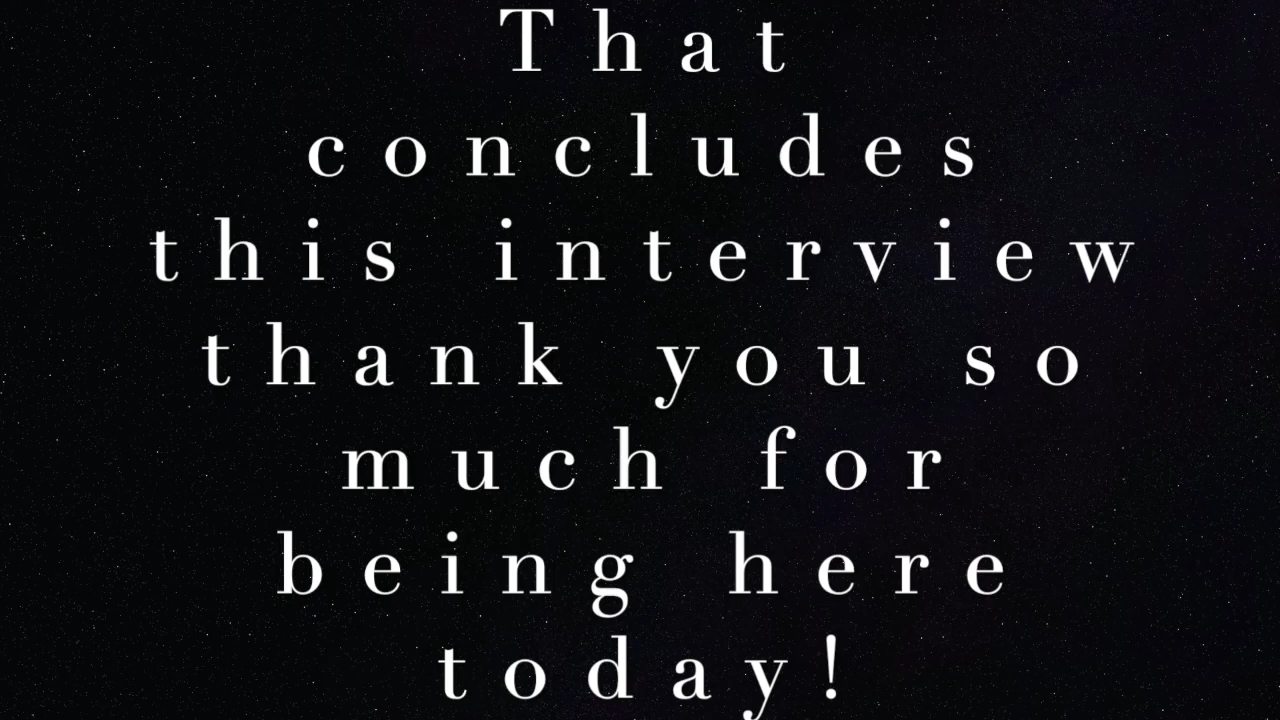 That
concludes
this interview
thank you so
much for
being here
today!